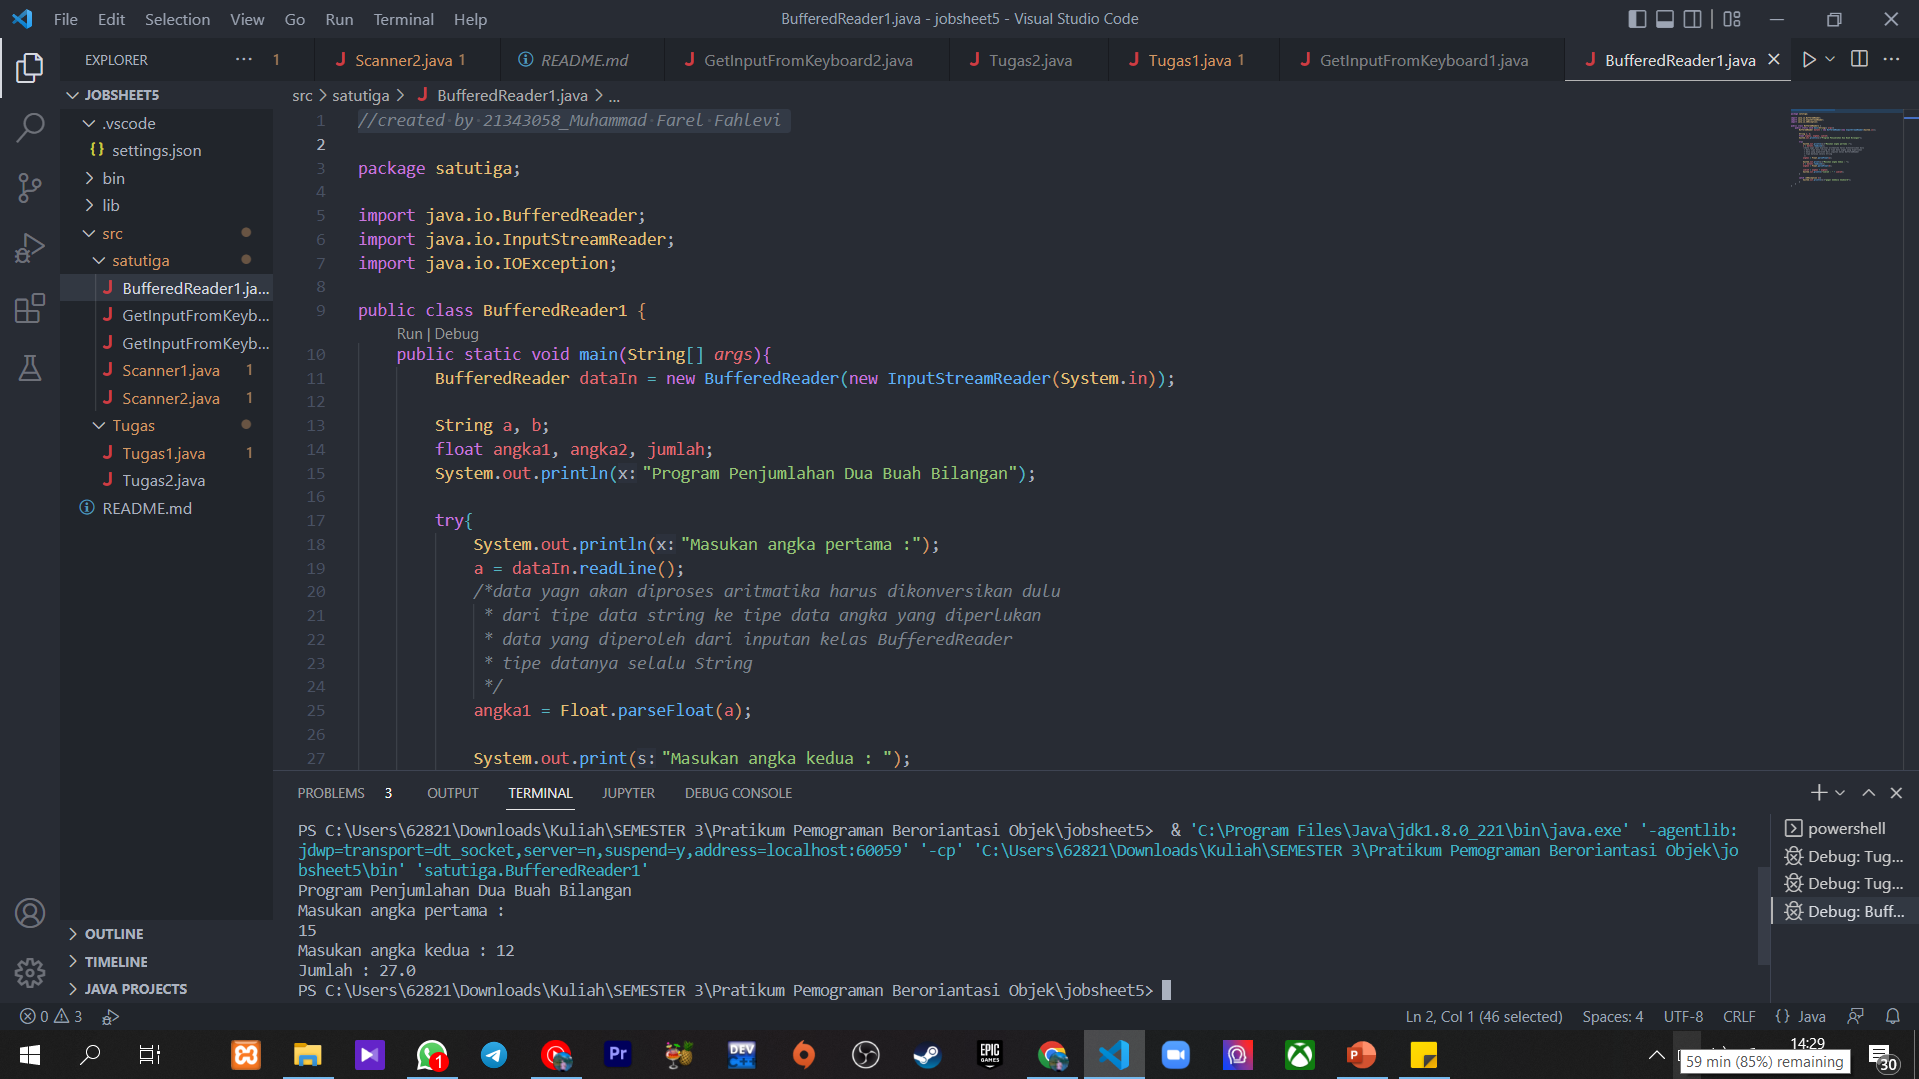 File Edit Selection View Go Run Terminal Help
BufferedReader1.java - jobsheet5 - Visual Studio Code
EXPLORER ... 1
Scanner2.java 1
README.md
GetInputFromKeyboard2.java
Tugas2.java
Tugas1.java 1
GetInputFromKeyboard1.java
BufferedReader1.java
JOBSHEET5
.vscode
settings.json
bin
lib
src
satutiga
BufferedReader1.ja...
GetInputFromKeyb...
GetInputFromKeyb...
Scanner1.java 1
Scanner2.java 1
Tugas
Tugas1.java 1
Tugas2.java
README.md
OUTLINE
TIMELINE
JAVA PROJECTS
src > satutiga > BufferedReader1.java > ...
1 //created by 21343058_Muhammad Farel Fahlevi
2
3 package satutiga;
4
5 import java.io.BufferedReader;
6 import java.io.InputStreamReader;
7 import java.io.IOException;
8
9 public class BufferedReader1 {
Run | Debug
10 public static void main(String[] args){
11 BufferedReader dataIn = new BufferedReader(new InputStreamReader(System.in));
12
13 String a, b;
14 float angka1, angka2, jumlah;
15 System.out.println(x: "Program Penjumlahan Dua Buah Bilangan");
16
17 try{
18 System.out.println(x: "Masukan angka pertama :");
19 a = dataIn.readLine();
20 /*data yagn akan diproses aritmatika harus dikonversikan dulu
21 * dari tipe data string ke tipe data angka yang diperlukan
22 * data yang diperoleh dari inputan kelas BufferedReader
23 * tipe datanya selalu String
24 */
25 angka1 = Float.parseFloat(a);
26
27 System.out.print(s: "Masukan angka kedua : ");
PROBLEMS 3 OUTPUT TERMINAL JUPYTER DEBUG CONSOLE
PS C:\Users\62821\Downloads\Kuliah\SEMESTER 3\Pratikum Pemograman Beroriantasi Objek\jobsheet5> & 'C:\Program Files\Java\jdk1.8.0_221\bin\java.exe' '-agentlib:
jdwp=transport=dt_socket,server=n,suspend=y,address=localhost:60059' '-cp' 'C:\Users\62821\Downloads\Kuliah\SEMESTER 3\Pratikum Pemograman Beroriantasi Objek\jo
bsheet5\bin' 'satutiga.BufferedReader1'
Program Penjumlahan Dua Buah Bilangan
Masukan angka pertama :
15
Masukan angka kedua : 12
Jumlah : 27.0
PS C:\Users\62821\Downloads\Kuliah\SEMESTER 3\Pratikum Pemograman Beroriantasi Objek\jobsheet5>
powershell
Debug: Tug...
Debug: Tug...
Debug: Buff...
0 3
Ln 2, Col 1 (46 selected) Spaces: 4 UTF-8 CRLF {} Java
1
Pr
DEV
EPIC
GAMES
14:29
59 min (85%) remaining
30